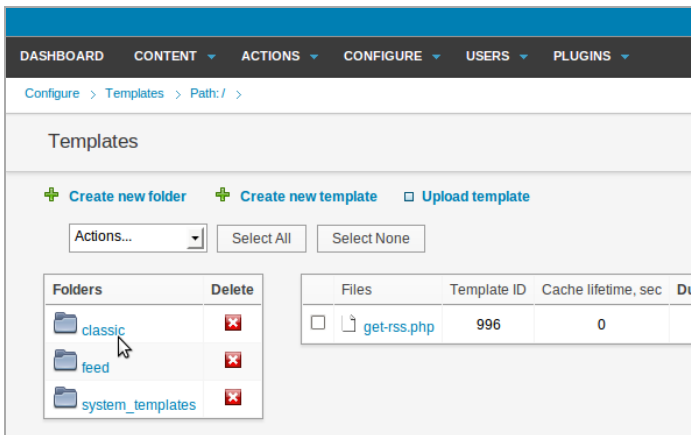 DASHBOARD CONTENT ACTIONS CONFIGURE USERS PLUGINS
Configure > Templates > Path: / >
Templates
Create new folder Create new template Upload template
Actions... Select All Select None
Folders Delete Files Template ID Cache lifetime, sec Du
classic get-rss.php 996 0
feed
system_templates